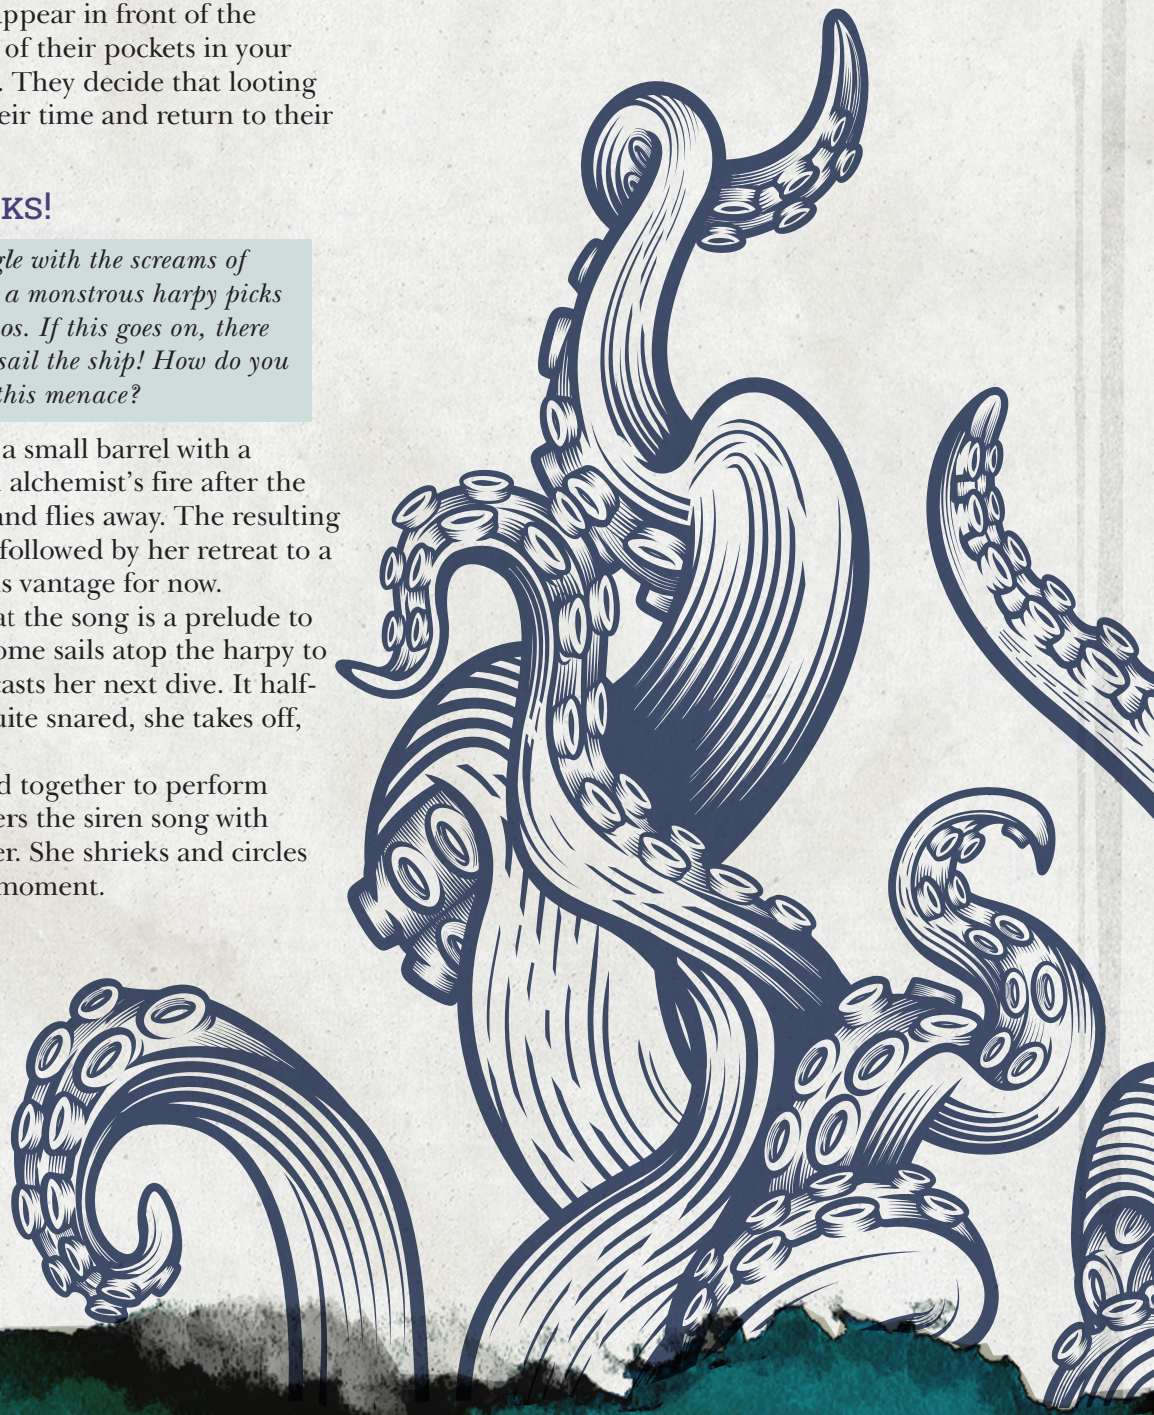 ppear in front of the
of their pockets in your
. They decide that looting
eir time and return to their
KS!
gle with the screams of
a monstrous harpy picks
os. If this goes on, there
sail the ship! How do you
this menace?
a small barrel with a
alchemist's fire after the
and flies away. The resulting
followed by her retreat to a
s vantage for now.
at the song is a prelude to
ome sails atop the harpy to
casts her next dive. It half-
uite snared, she takes off,
d together to perform
ers the siren song with
er. She shrieks and circles
moment.